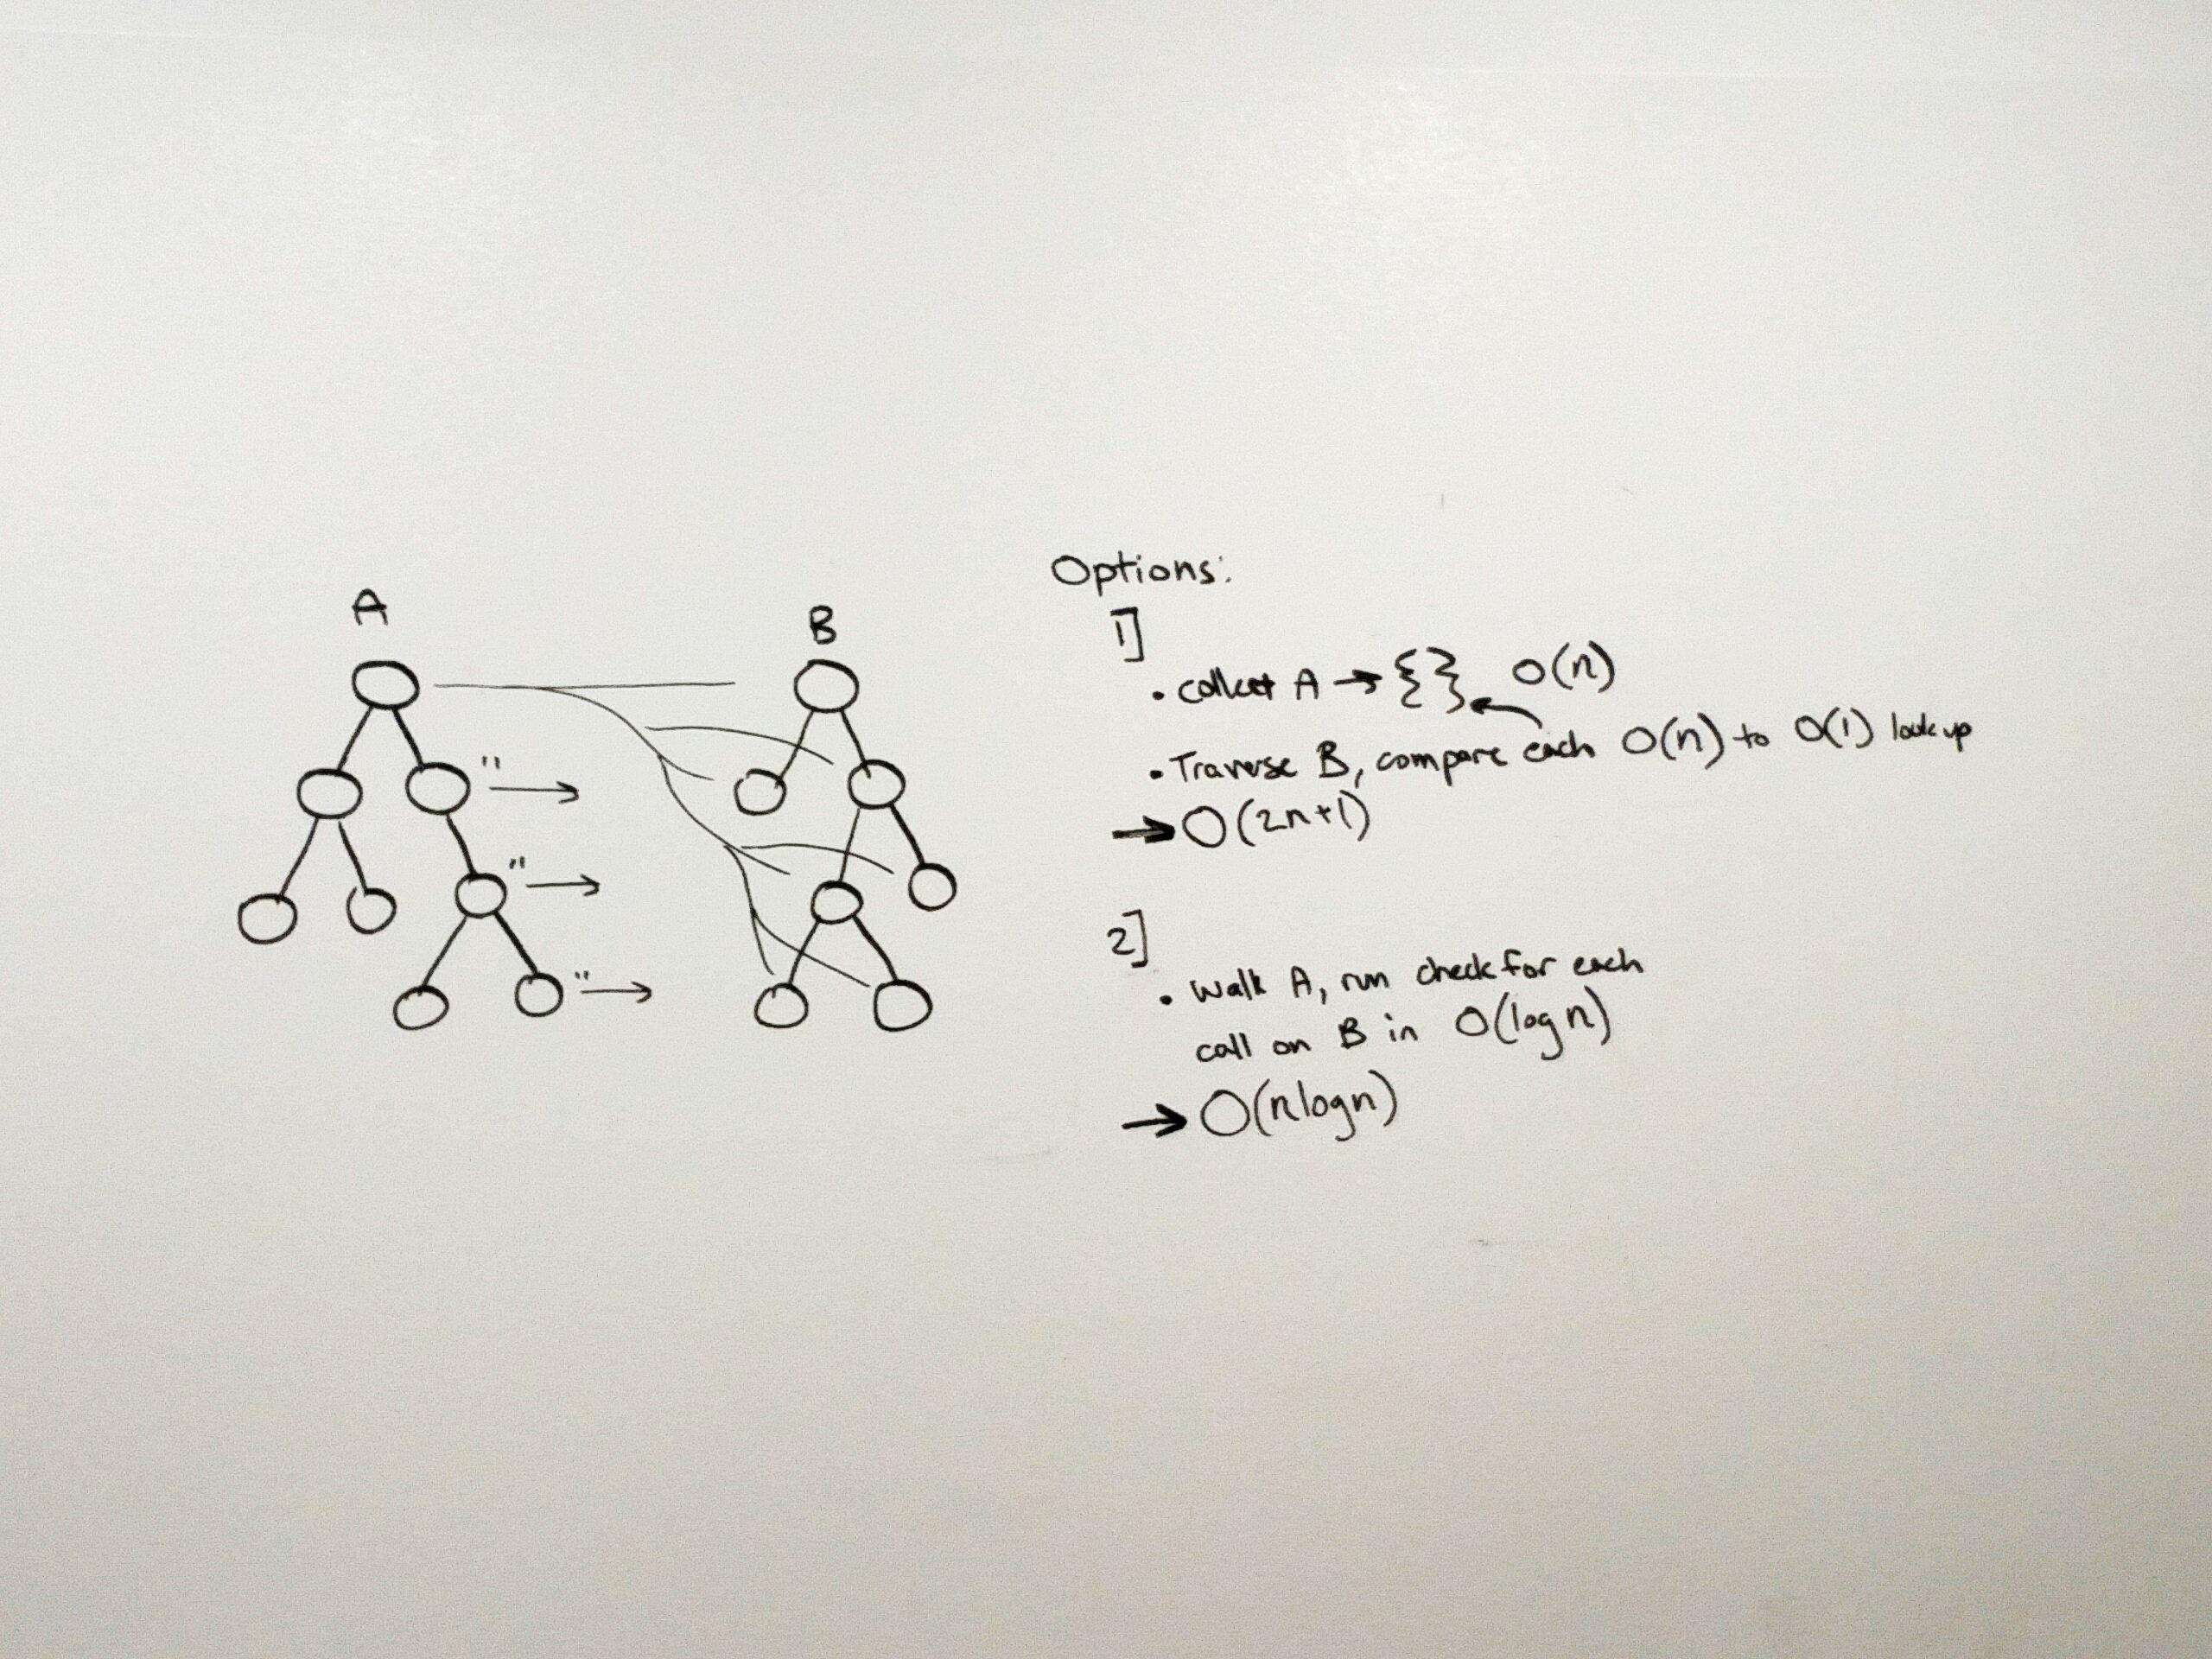 A
B
"
"
"
Options:
1]
• collect A → { } O(n)
• Traverse B, compare each O(n) to O(1) lookup
→ O(2n+1)
2]
• Walk A, run check for each
call on B in O(log n)
→ O(nlogn)